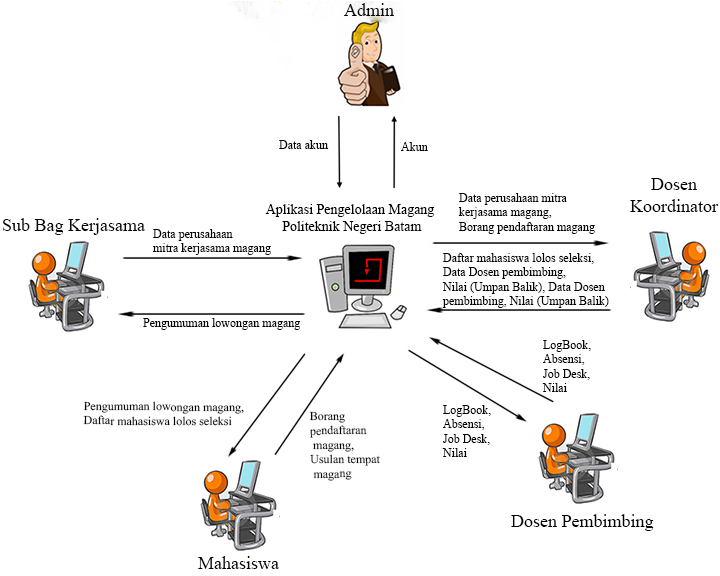 Admin
Data akun
Akun
Aplikasi Pengelolaan Magang
Politeknik Negeri Batam
Sub Bag Kerjasama
Data perusahaan
mitra kerjasama magang
Pengumuman lowongan magang
Data perusahaan mitra
kerjasama magang,
Borang pendaftaran magang
Dosen
Koordinator
Daftar mahasiswa lolos seleksi,
Data Dosen pembimbing,
Nilai (Umpan Balik), Data Dosen
pembimbing, Nilai (Umpan Balik)
LogBook,
Absensi,
Job Desk,
Nilai
LogBook,
Absensi,
Job Desk,
Nilai
Dosen Pembimbing
Pengumuman lowongan magang,
Daftar mahasiswa lolos seleksi
Borang
pendaftaran
magang,
Usulan tempat
magang
Mahasiswa